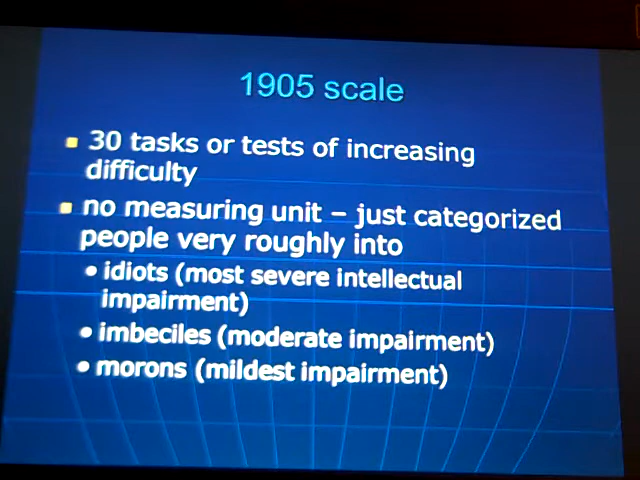 1905 scale
30 tasks or tests of increasing
difficulty
no measuring unit – just categorized
people very roughly into
idiots (most severe intellectual
impairment)
imbeciles (moderate impairment)
morons (mildest impairment)